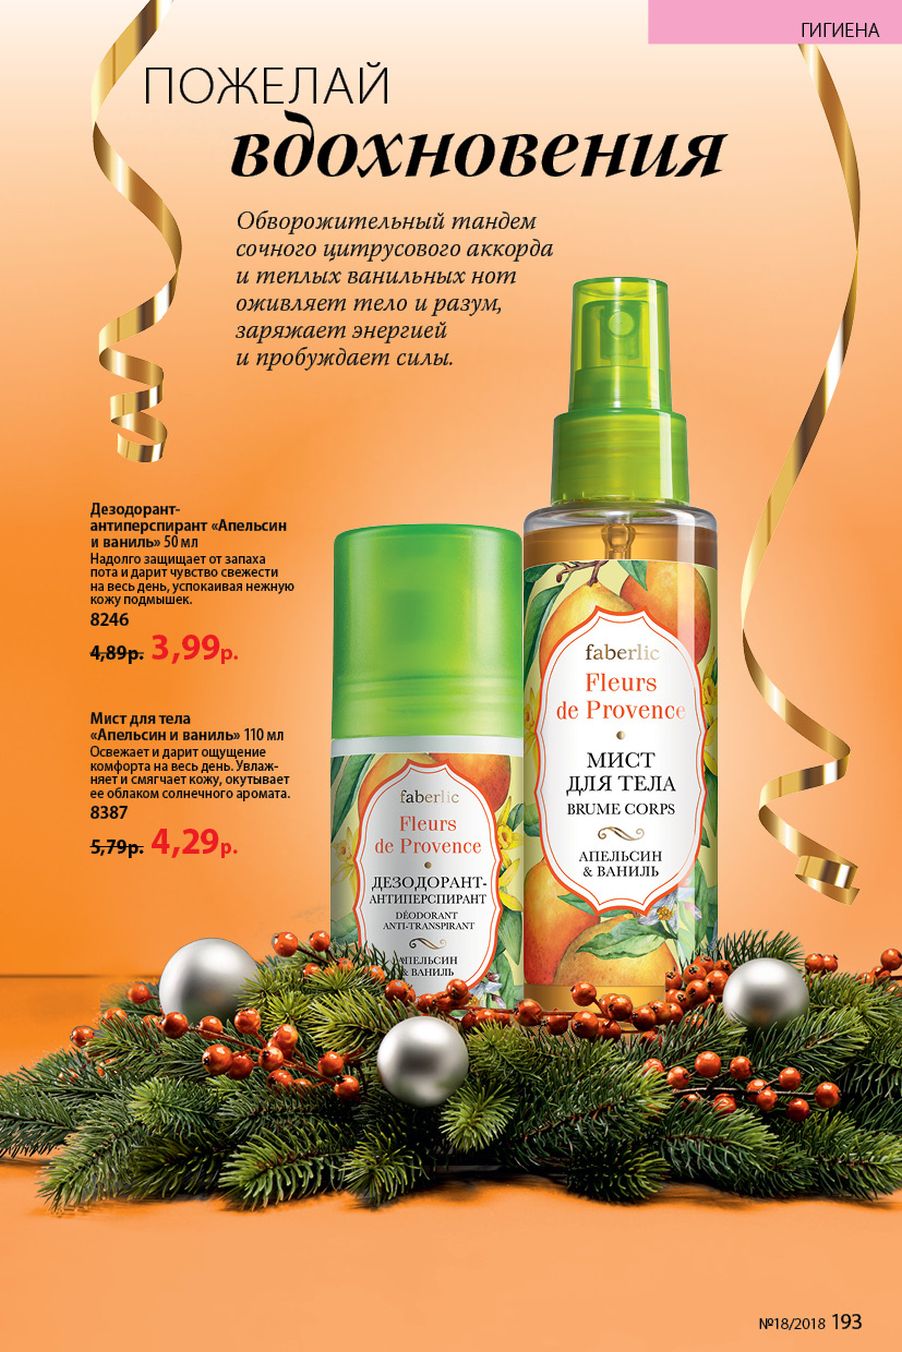 ГИГИЕНА
ПОЖЕЛАЙ
вдохновения
Обворожительный тандем
сочного цитрусового аккорда
и теплых ванильных нот
оживляет тело и разум,
заряжает энергией
и пробуждает силы.
Дезодорант-
антиперспирант «Апельсин
и ваниль» 50 мл
Надолго защищает от запаха
пота и дарит чувство свежести
на весь день, успокаивая нежную
кожу подмышек.
8246
4,89р. 3,99р.
Мист для тела
«Апельсин и ваниль» 110 мл
Освежает и дарит ощущение
комфорта на весь день. Увлаж-
няет и смягчает кожу, окутывает
ее облаком солнечного аромата.
8387
5,79р. 4,29р.
faberlic
Fleurs
de Provence
ДЕЗОДОРАНТ-
АНТИПЕРСПИРАНТ
DÉODORANT
ANTI-TRANSPIRANT
АПЕЛЬСИН
& ВАНИЛЬ
faberlic
Fleurs
de Provence
МИСТ
ДЛЯ ТЕЛА
BRUME CORPS
АПЕЛЬСИН
& ВАНИЛЬ
№18/2018 193